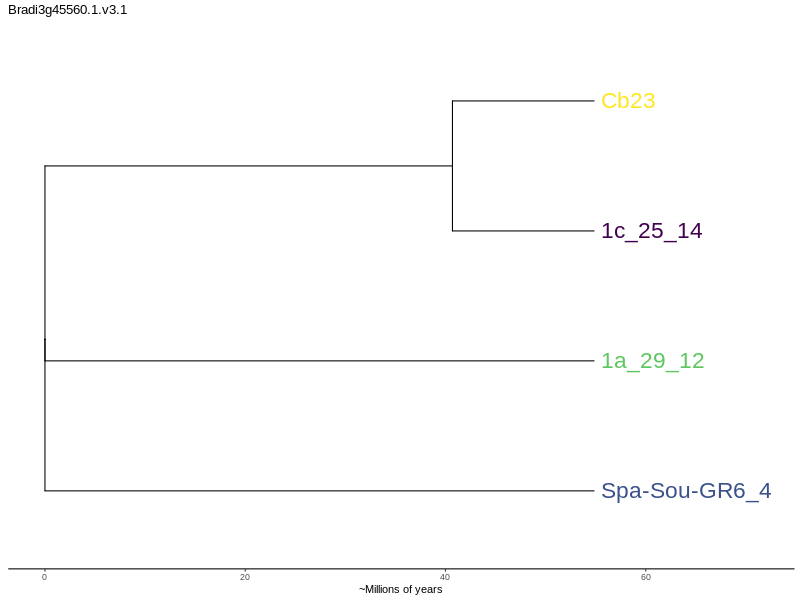 Bradi3g45560.1.v3.1
Cb23
1c_25_14
1a_29_12
Spa-Sou-GR6_4
0 20 40 60
~Millions of years